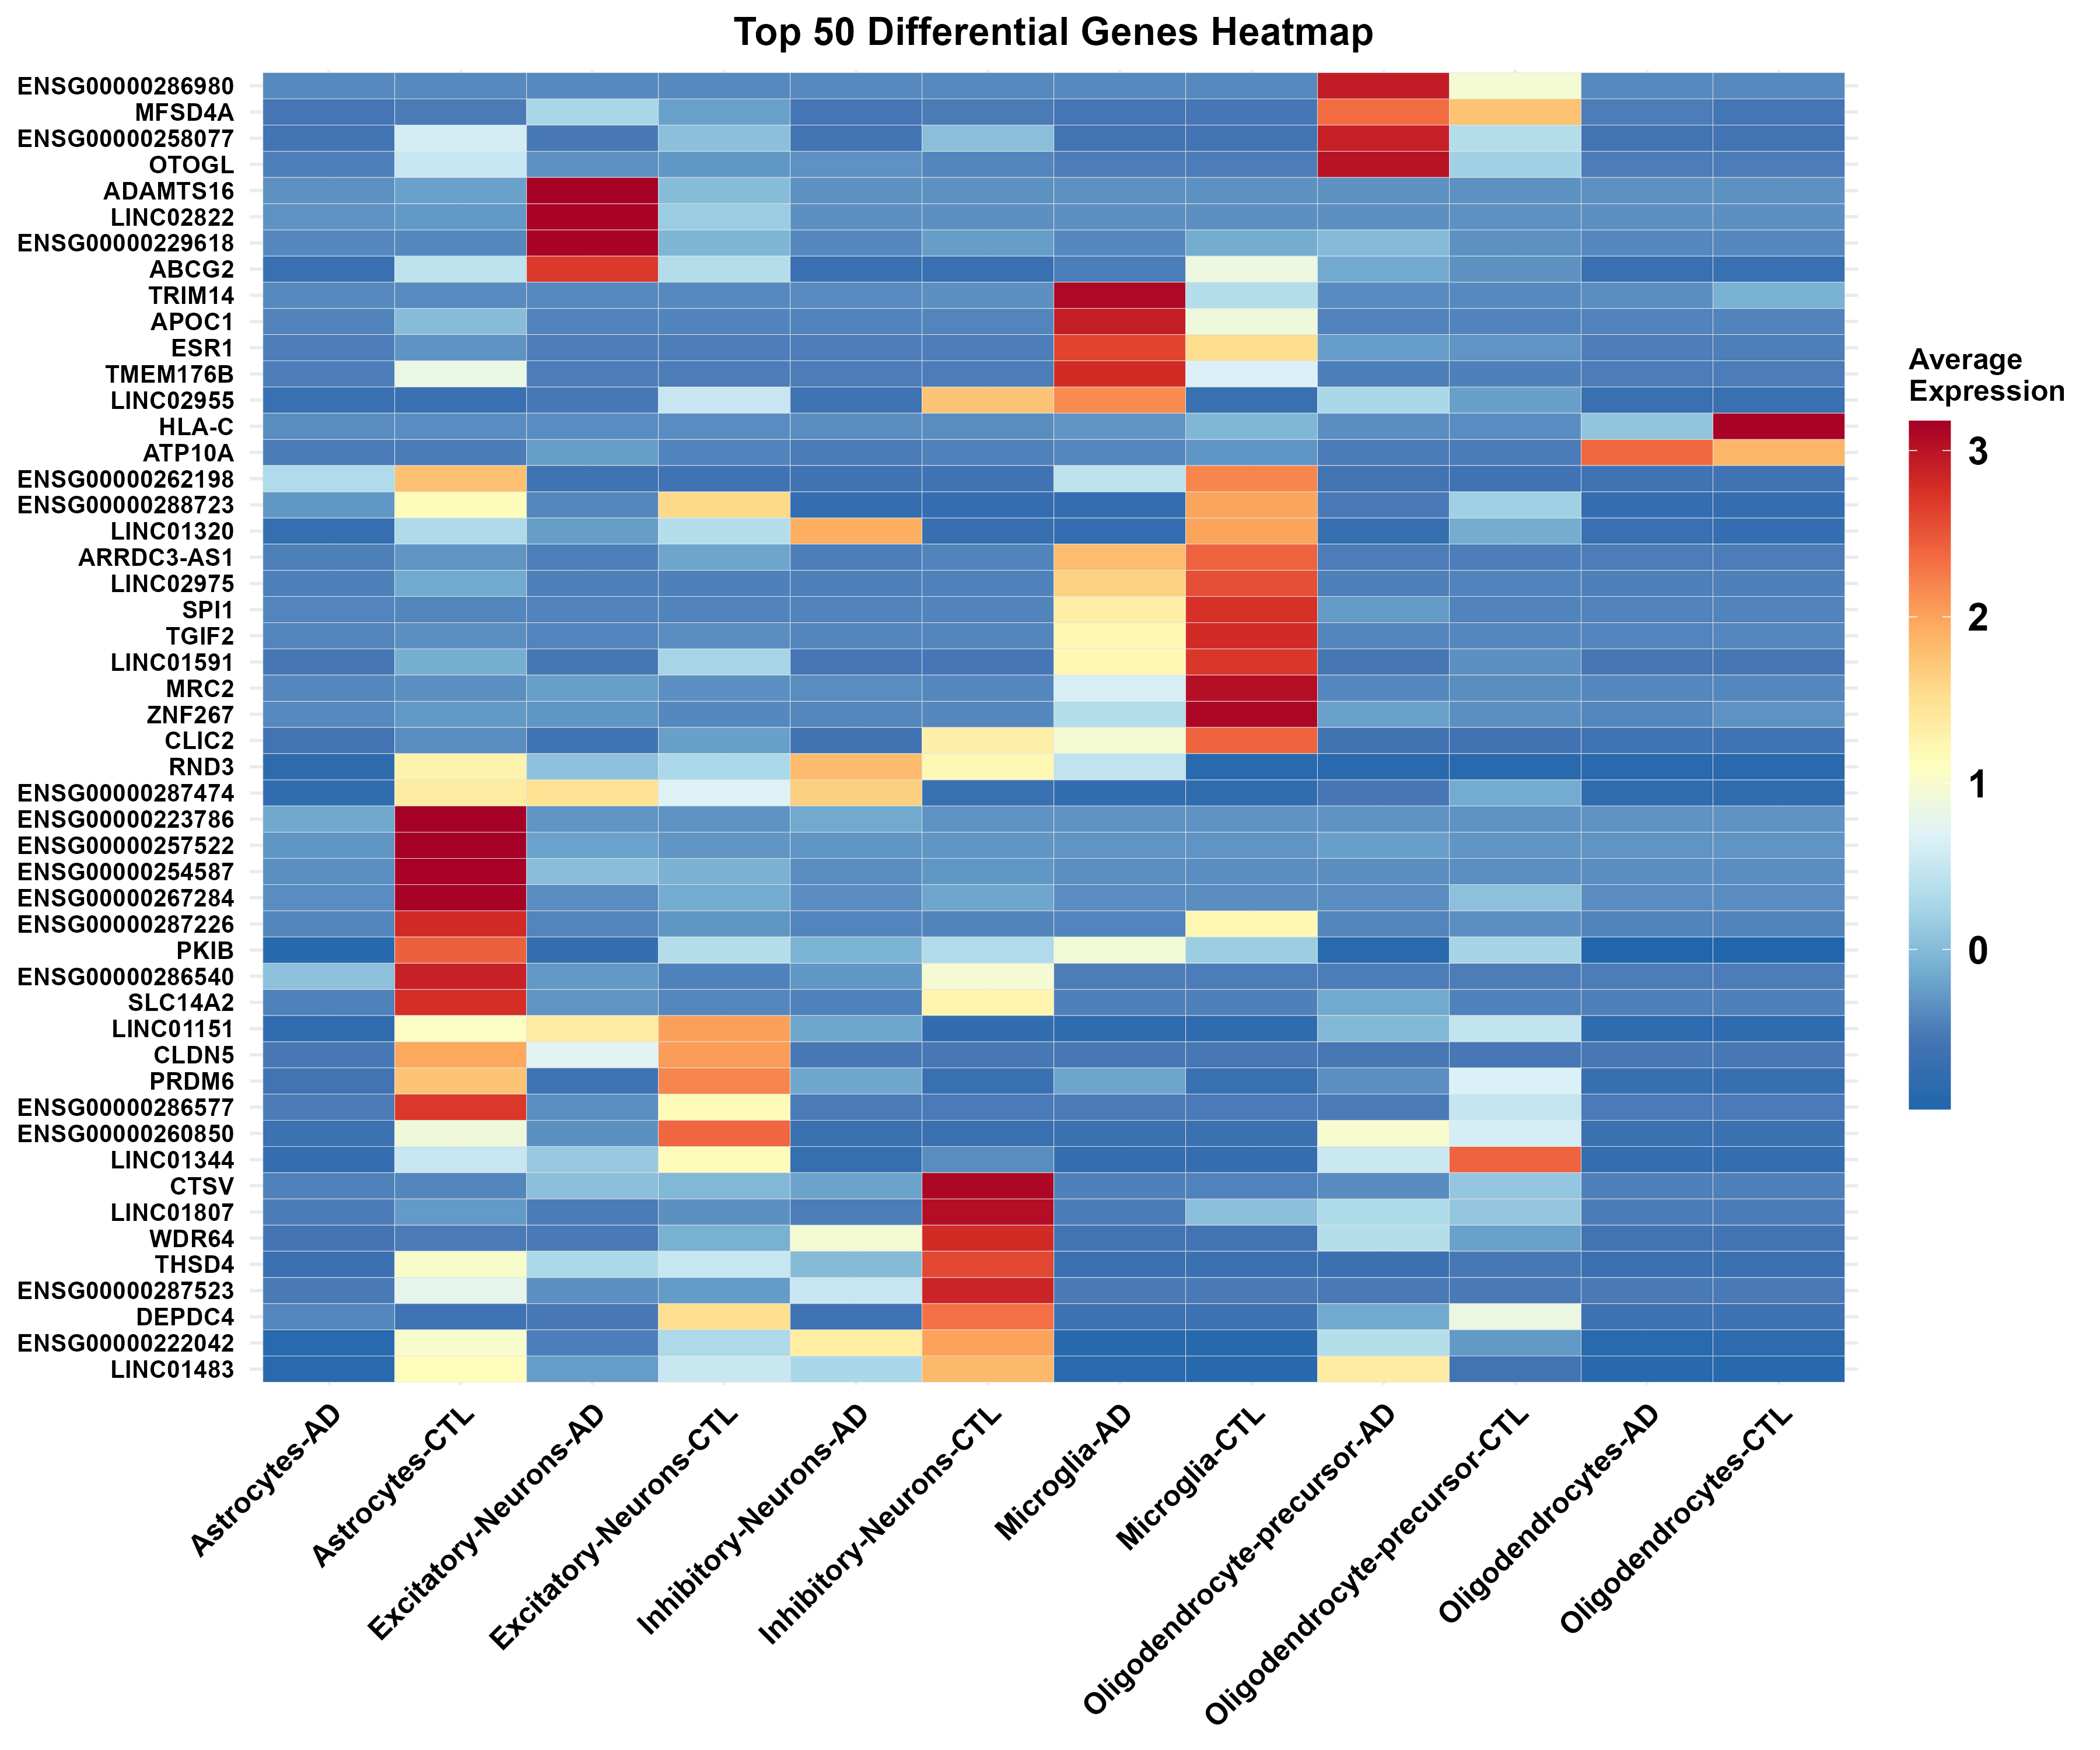 Top 50 Differential Genes Heatmap
ENSG00000286980
MFSD4A
ENSG00000258077
OTOGL
ADAMTS16
LINC02822
ENSG00000229618
ABCG2
TRIM14
APOC1
ESR1
TMEM176B
LINC02955
HLA-C
ATP10A
ENSG00000262198
ENSG00000288723
LINC01320
ARRDC3-AS1
LINC02975
SPI1
TGIF2
LINC01591
MRC2
ZNF267
CLIC2
RND3
ENSG00000287474
ENSG00000223786
ENSG00000257522
ENSG00000254587
ENSG00000267284
ENSG00000287226
PKIB
ENSG00000286540
SLC14A2
LINC01151
CLDN5
PRDM6
ENSG00000286577
ENSG00000260850
LINC01344
CTSV
LINC01807
WDR64
THSD4
ENSG00000287523
DEPDC4
ENSG00000222042
LINC01483
Astrocytes-AD
Astrocytes-CTL
Excitatory-Neurons-AD
Excitatory-Neurons-CTL
Inhibitory-Neurons-AD
Inhibitory-Neurons-CTL
Microglia-AD
Microglia-CTL
Oligodendrocyte-precursor-AD
Oligodendrocyte-precursor-CTL
Oligodendrocytes-AD
Oligodendrocytes-CTL
Average
Expression
3
2
1
0